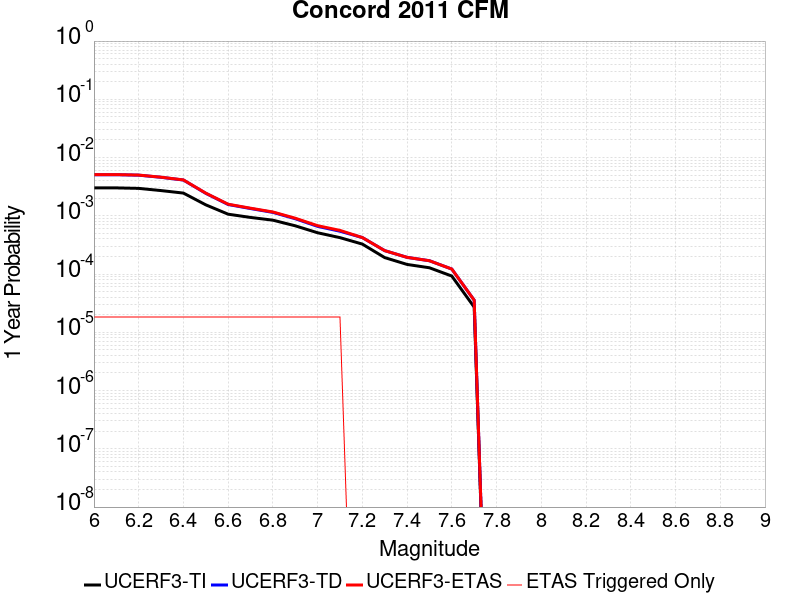 Concord 2011 CFM
1 Year Probability
10^0
10^-1
10^-2
10^-3
10^-4
10^-5
10^-6
10^-7
10^-8
6 6.2 6.4 6.6 6.8 7 7.2 7.4 7.6 7.8 8 8.2 8.4 8.6 8.8 9
Magnitude
UCERF3-TI UCERF3-TD UCERF3-ETAS ETAS Triggered Only